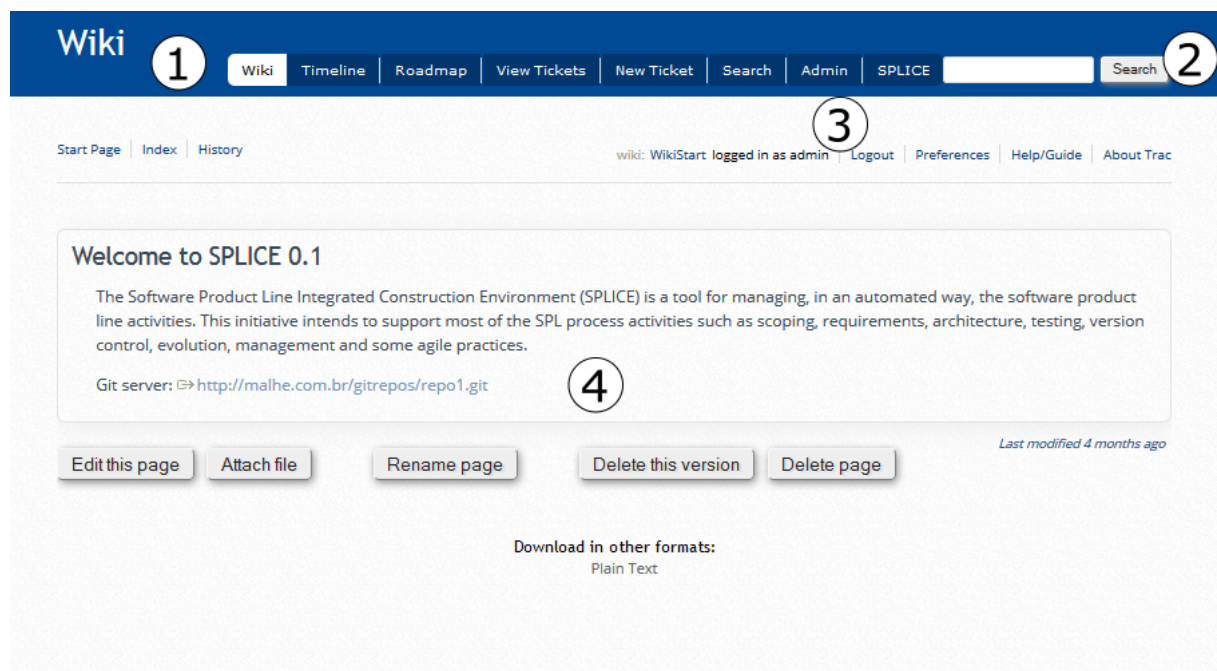 Wiki
1
Wiki Timeline Roadmap View Tickets New Ticket Search Admin SPLICE Search
2
3
Start Page Index History
wiki: WikiStart logged in as admin Logout Preferences Help/Guide About Trac
Welcome to SPLICE 0.1
The Software Product Line Integrated Construction Environment (SPLICE) is a tool for managing, in an automated way, the software product
line activities. This initiative intends to support most of the SPL process activities such as scoping, requirements, architecture, testing, version
control, evolution, management and some agile practices.
Git server: http://malhe.com.br/gitrepos/repo1.git
4
Last modified 4 months ago
Edit this page Attach file Rename page Delete this version Delete page
Download in other formats:
Plain Text